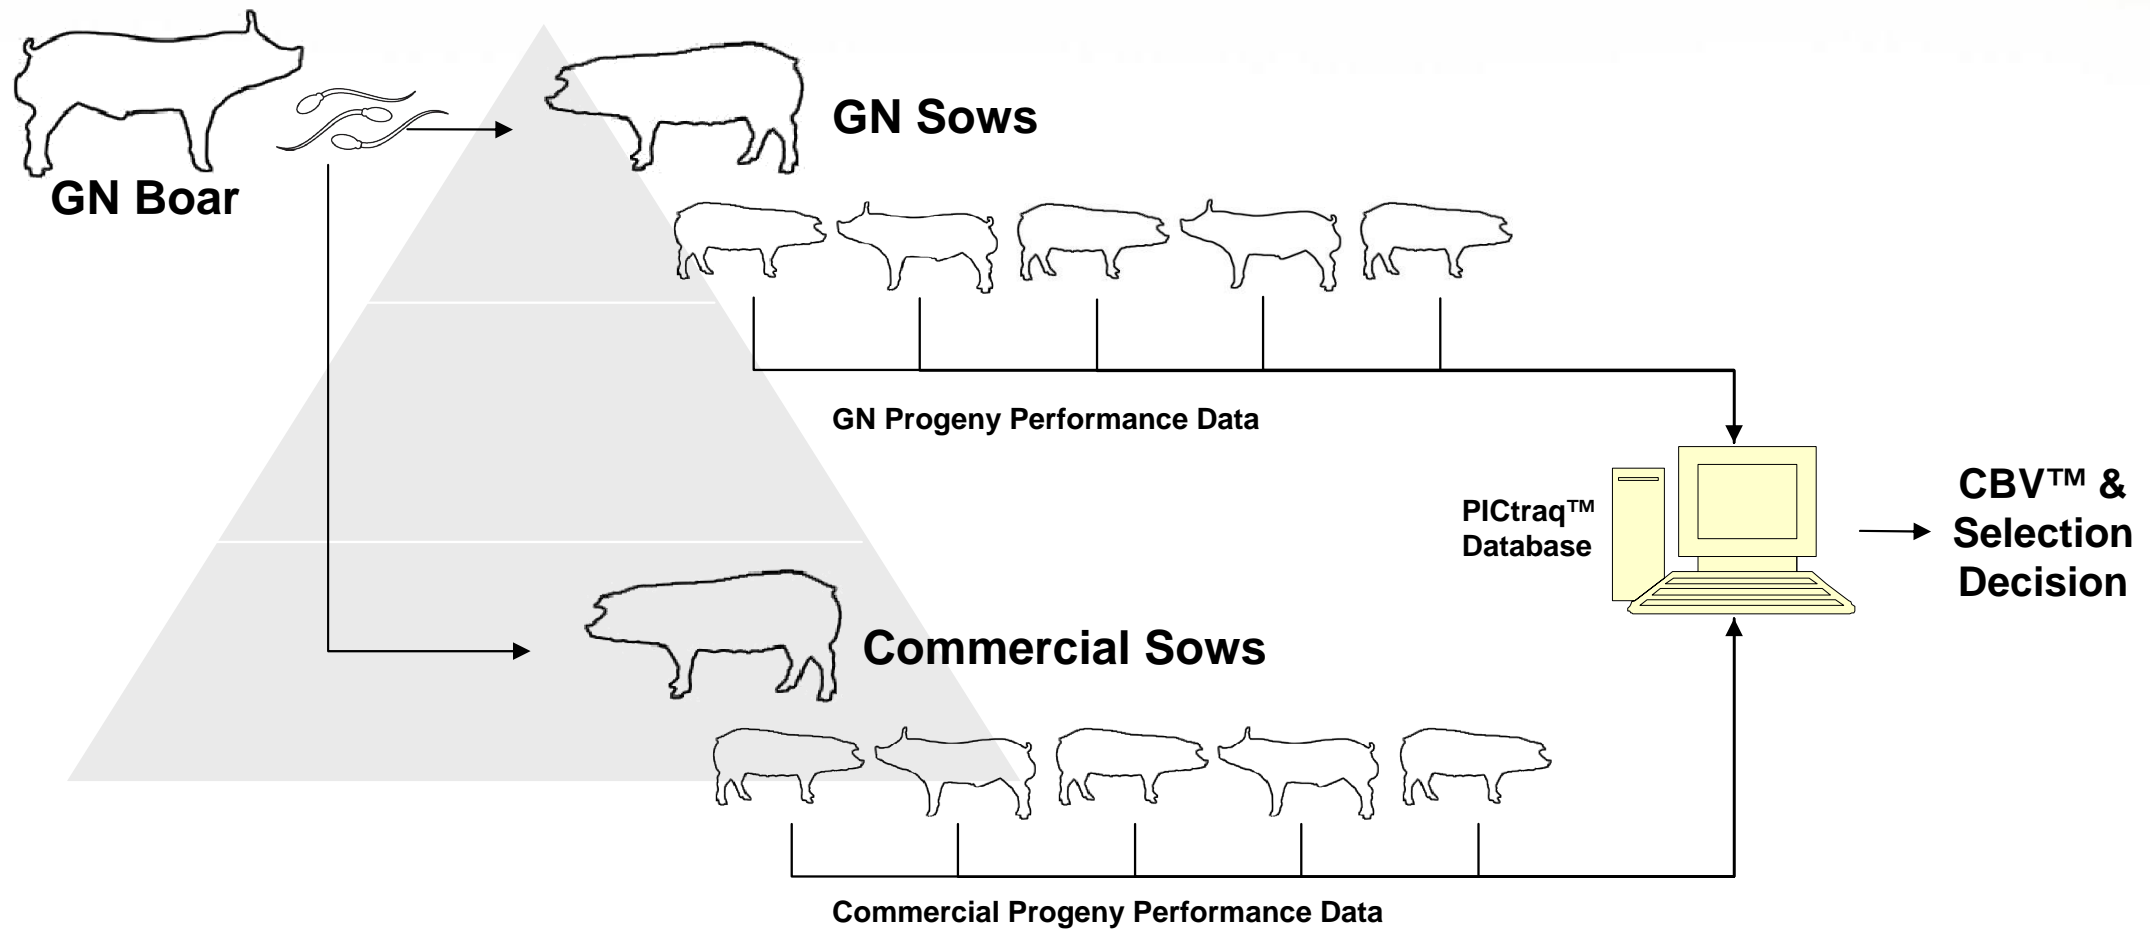 GN Sows
GN Boar
GN Progeny Performance Data
PICtraq™
Database
CBV™ &
Selection
Decision
Commercial Sows
Commercial Progeny Performance Data